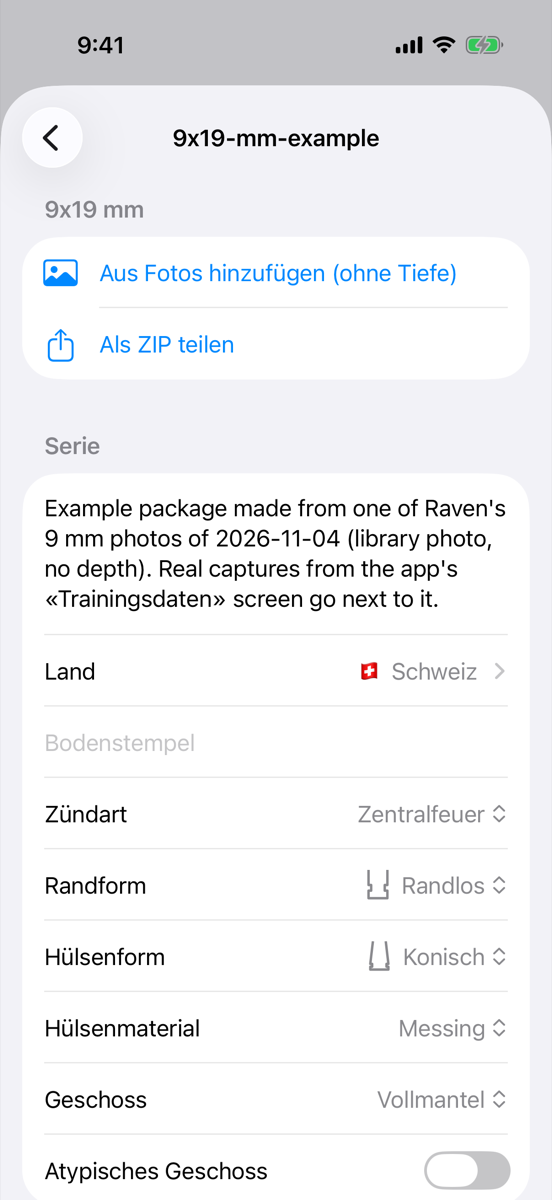 9:41
9x19-mm-example
9x19 mm
Aus Fotos hinzufügen (ohne Tiefe)
Als ZIP teilen
Serie
Example package made from one of Raven's
9 mm photos of 2026-11-04 (library photo,
no depth). Real captures from the app's
«Trainingsdaten» screen go next to it.
Land Schweiz
Bodenstempel
Zündart Zentralfeuer
Randform Randlos
Hülsenform Konisch
Hülsenmaterial Messing
Geschoss Vollmantel
Atypisches Geschoss